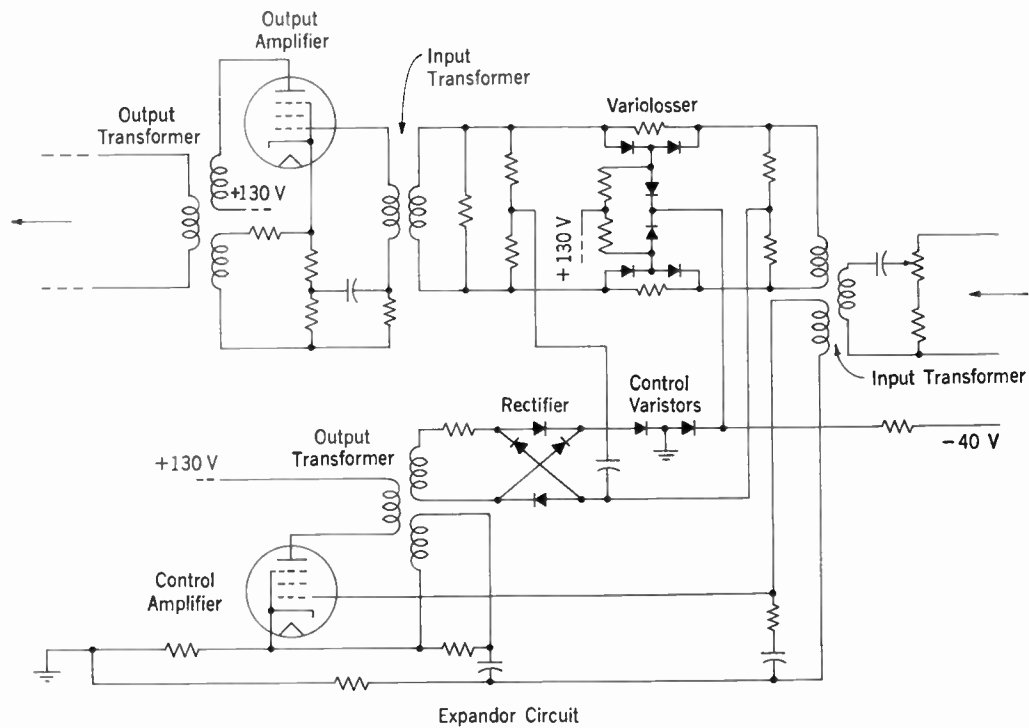 Output
Amplifier
Input
Transformer
Output
Transformer
Variolosser
+130 V
+130 V
Input Transformer
Rectifier
Control
Varistors
Output
Transformer
-40 V
+130 V
Control
Amplifier
Expandor Circuit